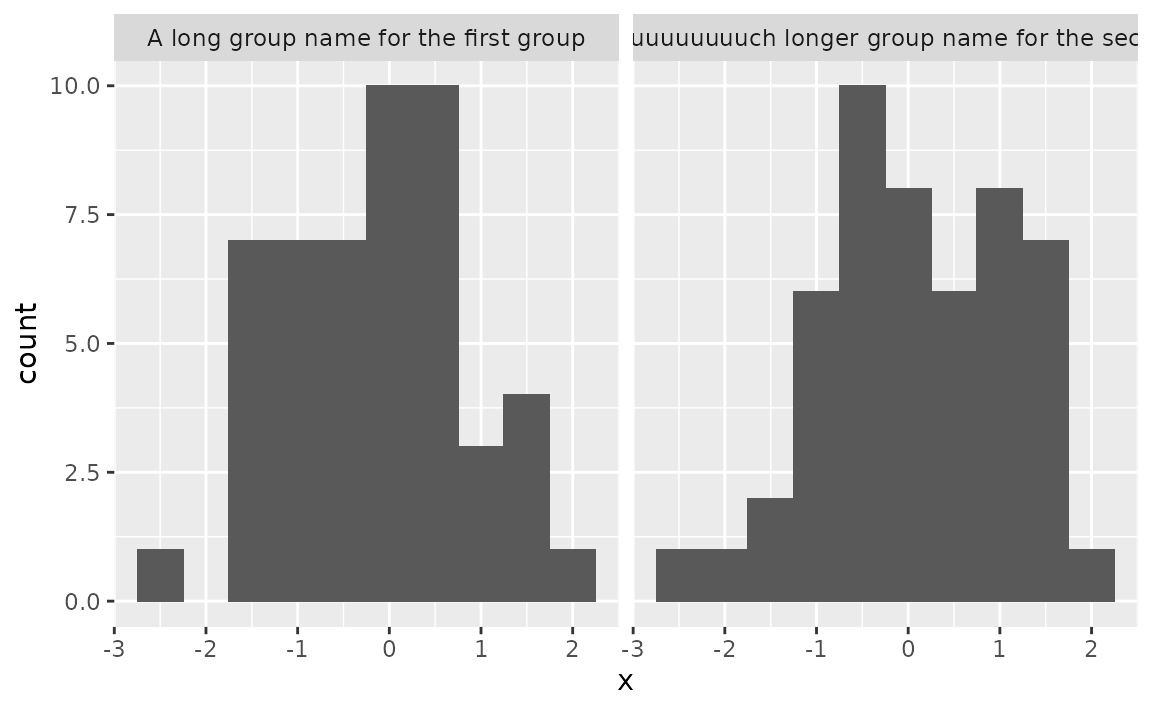 A long group name for the first group
uuuuuuuuch longer group name for the sec
10.0
7.5
5.0
2.5
0.0
count
-3 -2 -1 0 1 2
-3 -2 -1 0 1 2
x